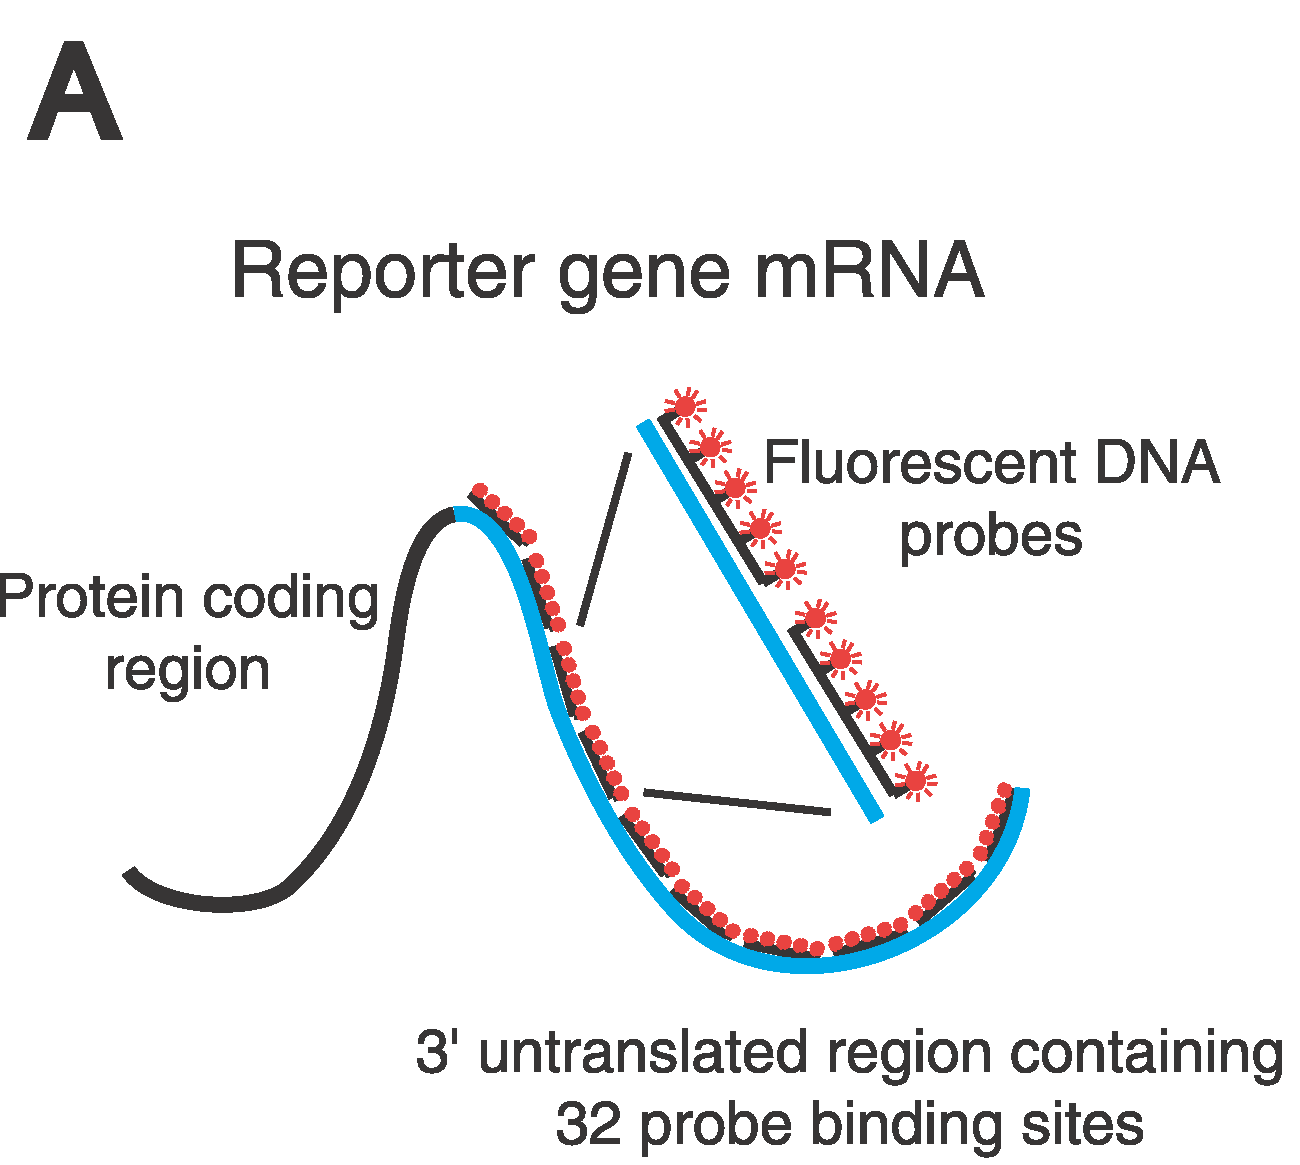 A
Reporter gene mRNA
Fluorescent DNA
probes
Protein coding
region
3' untranslated region containing
32 probe binding sites